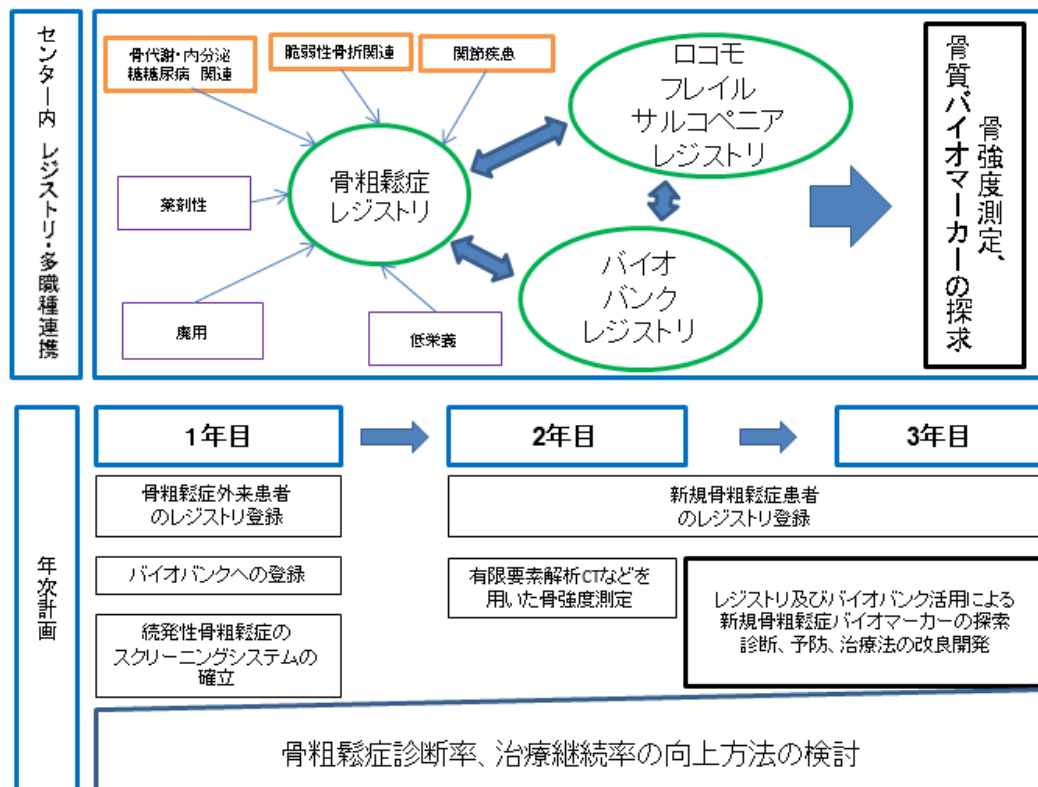 センター内 レジストリ・多職種連携
骨代謝・内分泌
糖糖尿病 関連
脆弱性骨折関連
関節疾患
薬剤性
廃用
低栄養
骨粗鬆症
レジストリ
ロコモ
フレイル
サルコペニア
レジストリ
バイオ
バンク
レジストリ
骨強度測定、
骨質バイオマーカーの探求
年次計画
1年目
2年目
3年目
骨粗鬆症外来患者
のレジストリ登録
バイオバンクへの登録
続発性骨粗鬆症の
スクリーニングシステムの
確立
新規骨粗鬆症患者
のレジストリ登録
有限要素解析CTなどを
用いた骨強度測定
レジストリ及びバイオバンク活用による
新規骨粗鬆症バイオマーカーの探索
診断、予防、治療法の改良開発
骨粗鬆症診断率、治療継続率の向上方法の検討